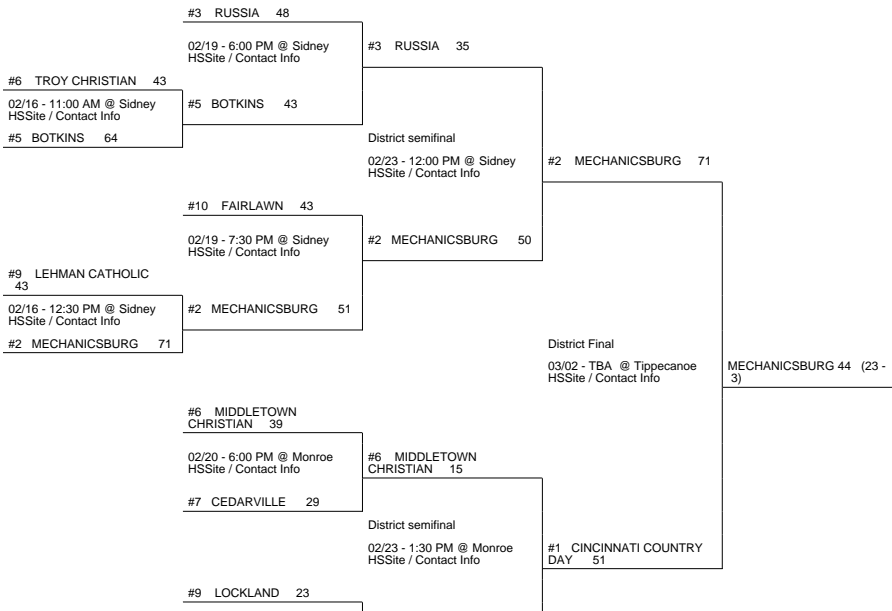 #3 RUSSIA 48
02/19 - 6:00 PM @ Sidney
HSSite / Contact Info
#3 RUSSIA 35
#6 TROY CHRISTIAN 43
02/16 - 11:00 AM @ Sidney
HSSite / Contact Info
#5 BOTKINS 43
#5 BOTKINS 64
District semifinal
02/23 - 12:00 PM @ Sidney
HSSite / Contact Info
#2 MECHANICSBURG 71
#10 FAIRLAWN 43
02/19 - 7:30 PM @ Sidney
HSSite / Contact Info
#2 MECHANICSBURG 50
#9 LEHMAN CATHOLIC
43
02/16 - 12:30 PM @ Sidney
HSSite / Contact Info
#2 MECHANICSBURG 51
#2 MECHANICSBURG 71
District Final
03/02 - TBA @ Tippecanoe
HSSite / Contact Info
MECHANICSBURG 44 (23 -
3)
#6 MIDDLETOWN
CHRISTIAN 39
02/20 - 6:00 PM @ Monroe
HSSite / Contact Info
#6 MIDDLETOWN
CHRISTIAN 15
#7 CEDARVILLE 29
District semifinal
02/23 - 1:30 PM @ Monroe
HSSite / Contact Info
#1 CINCINNATI COUNTRY
DAY 51
#9 LOCKLAND 23